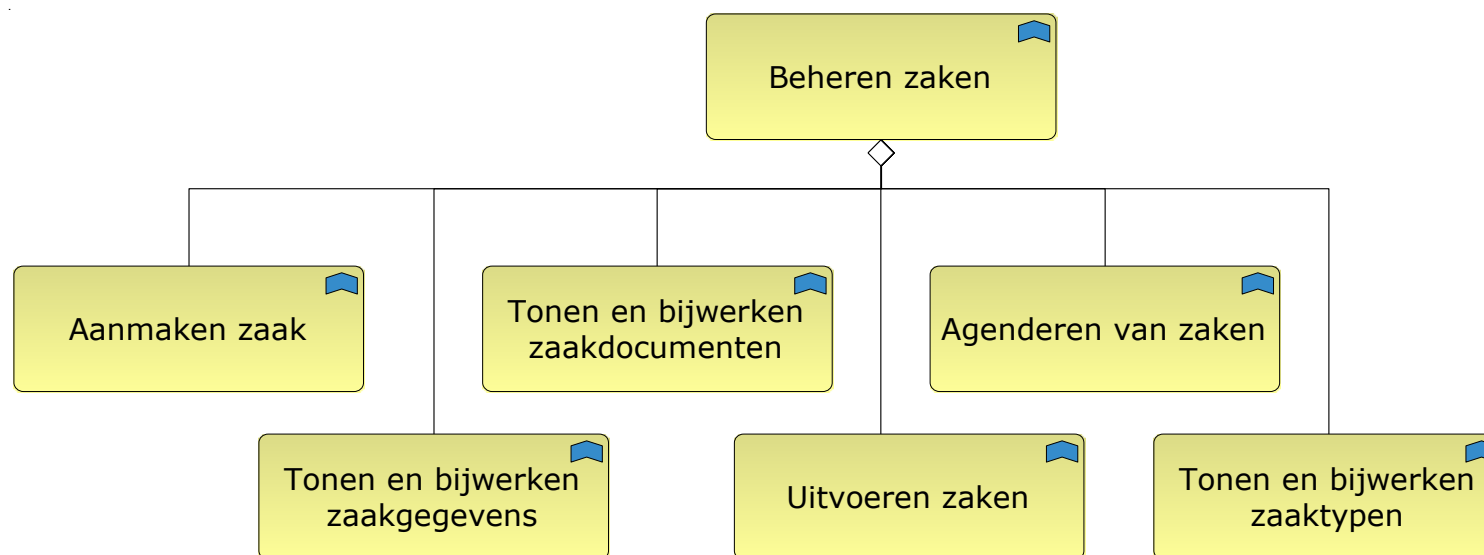 Beheren zaken
Aanmaken zaak
Tonen en bijwerken
zaakdocumenten
Agenderen van zaken
Tonen en bijwerken
zaakgegevens
Uitvoeren zaken
Tonen en bijwerken
zaaktypen